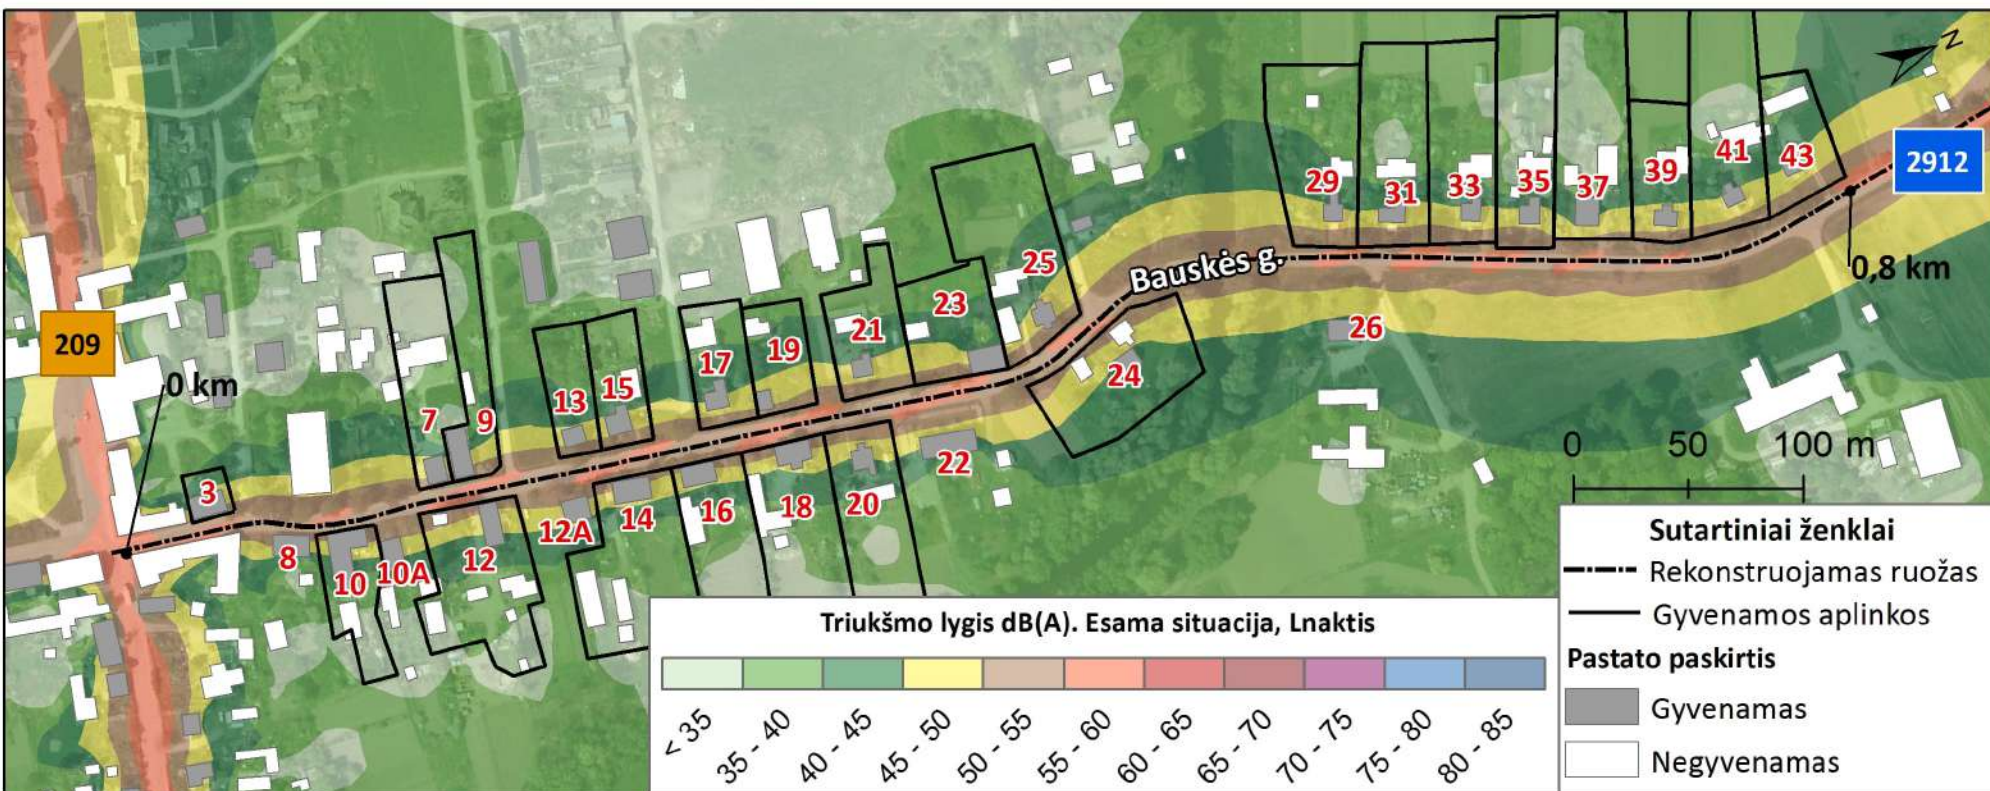 N
29
31
33
35
37
39
41
43
2912
25
Bauskės g.
0,8 km
23
21
26
209
0 km
17
19
24
15
13
7
9
22
3
0 50 100 m
18
20
16
14
12A
12
8
10
10A
Sutartiniai ženklai
Rekonstruojamas ruožas
Gyvenamos aplinkos
Pastato paskirtis
Gyvenamas
Negyvenamas
Triukšmo lygis dB(A). Esama situacija, Lnaktis
< 35
35 - 40
40 - 45
45 - 50
50 - 55
55 - 60
60 - 65
65 - 70
70 - 75
75 - 80
80 - 85